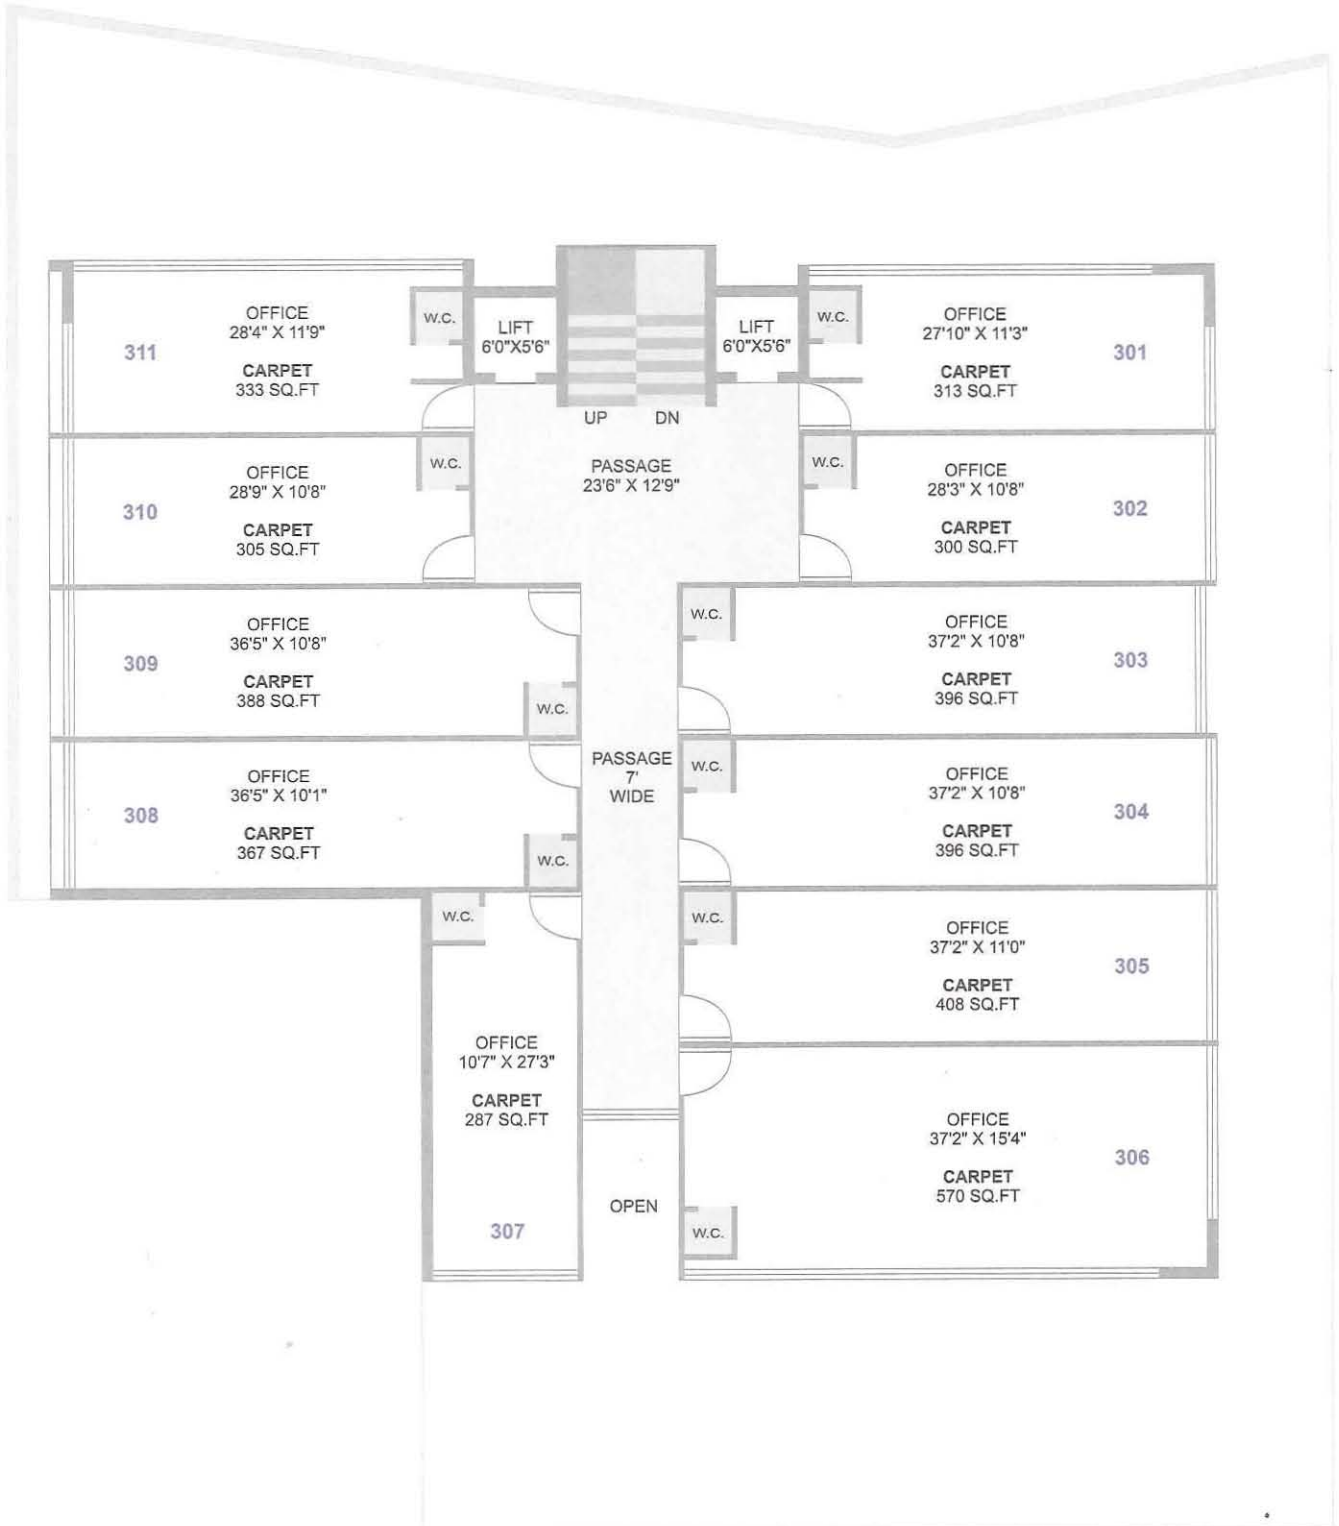 OFFICE
28'4" X 11'9"
CARPET
333 SQ.FT
311
W.C.
LIFT
6'0"X5'6"
UP
DN
LIFT
6'0"X5'6"
W.C.
OFFICE
27'10" X 11'3"
CARPET
313 SQ.FT
301
OFFICE
28'9" X 10'8"
CARPET
305 SQ.FT
310
W.C.
PASSAGE
23'6" X 12'9"
W.C.
OFFICE
28'3" X 10'8"
CARPET
300 SQ.FT
302
OFFICE
36'5" X 10'8"
CARPET
388 SQ.FT
309
W.C.
W.C.
OFFICE
37'2" X 10'8"
CARPET
396 SQ.FT
303
OFFICE
36'5" X 10'1"
CARPET
367 SQ.FT
308
W.C.
PASSAGE
7'
WIDE
W.C.
OFFICE
37'2" X 10'8"
CARPET
396 SQ.FT
304
W.C.
W.C.
OFFICE
37'2" X 11'0"
CARPET
408 SQ.FT
305
OFFICE
10'7" X 27'3"
CARPET
287 SQ.FT
307
OPEN
OFFICE
37'2" X 15'4"
CARPET
570 SQ.FT
306
W.C.